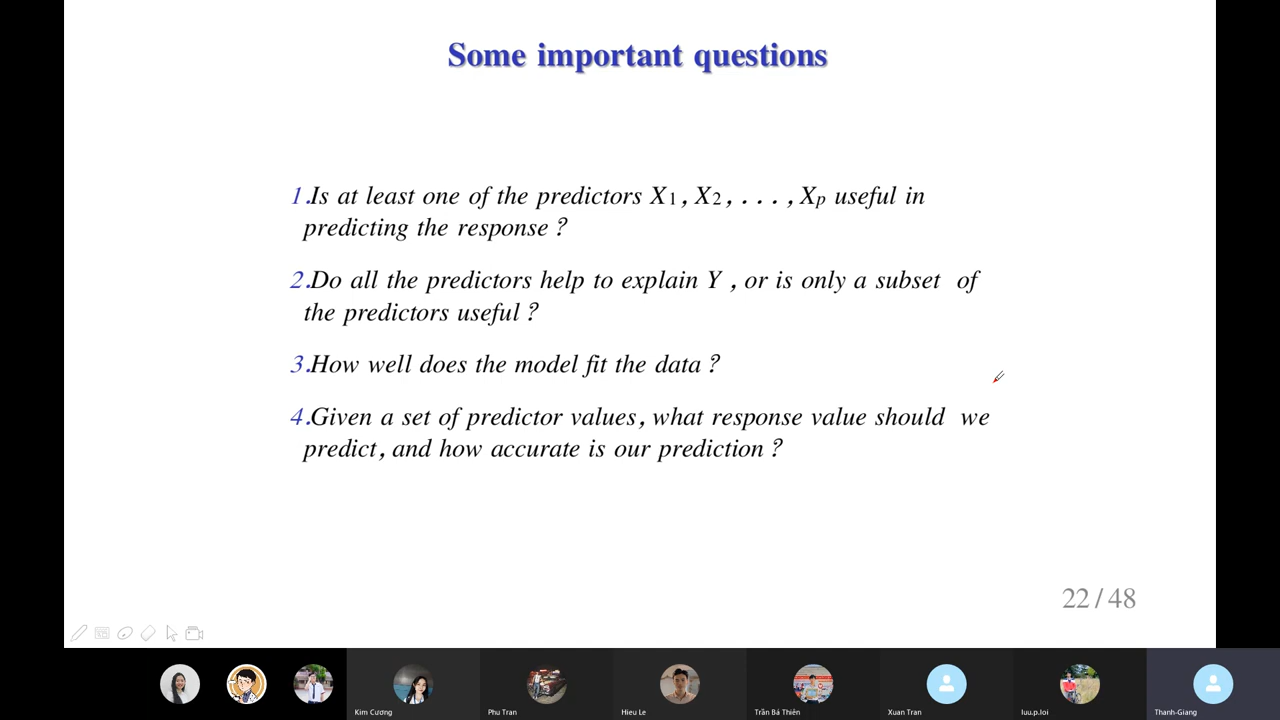 Some important questions
1.Is at least one of the predictors X1, X2, . . . , Xp useful in
predicting the response?
2.Do all the predictors help to explain Y , or is only a subset of
the predictors useful?
3.How well does the model fit the data?
4.Given a set of predictor values, what response value should we
predict, and how accurate is our prediction?
22 / 48
Kim Cương
Phu Tran
Hieu Le
Trần Bá Thiên
Xuan Tran
luu.p.loi
Thanh-Giang